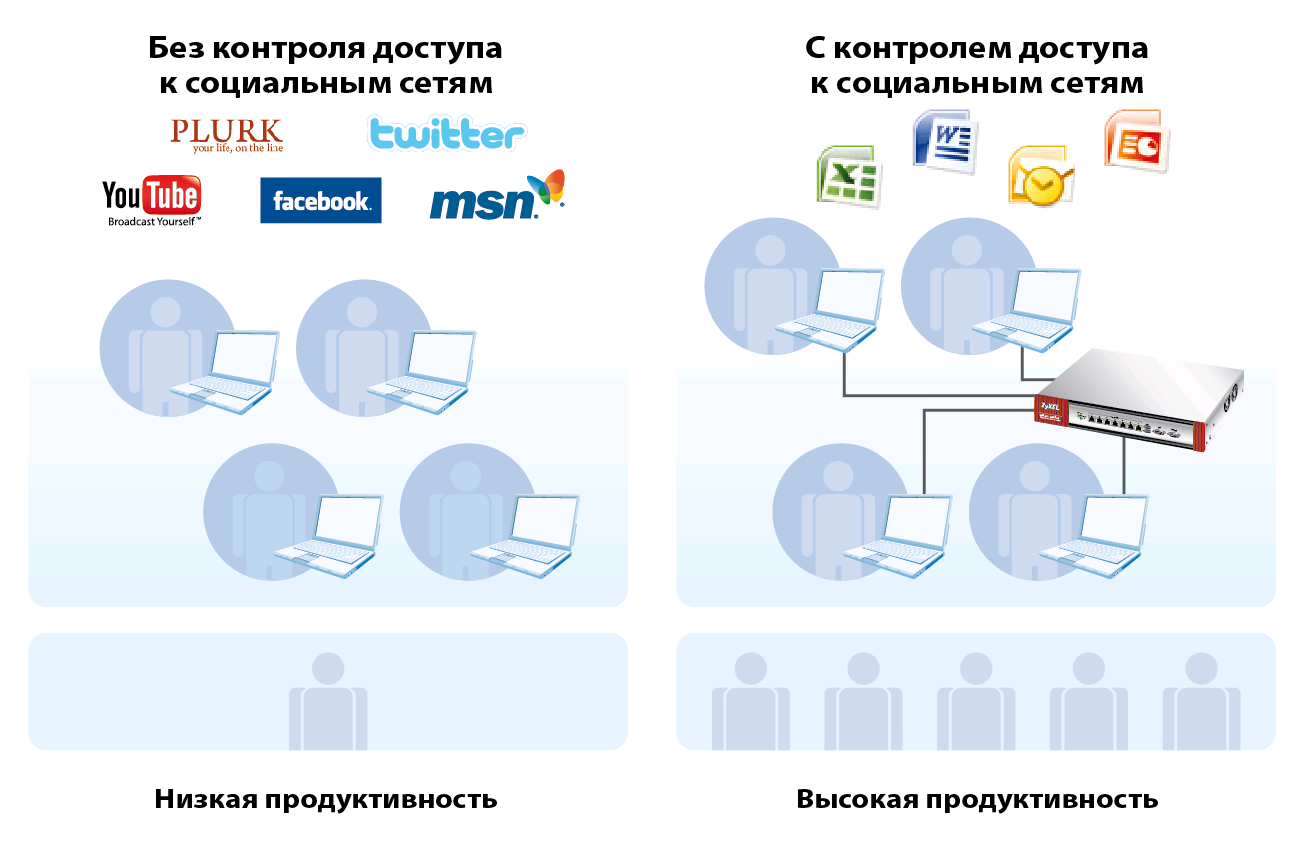 Без контроля доступа
к социальным сетям
PLURK
your life, on the line
twitter
YouTube
Broadcast Yourself™
facebook.
msn.
Низкая продуктивность
С контролем доступа
к социальным сетям
ZyXEL
Высокая продуктивность